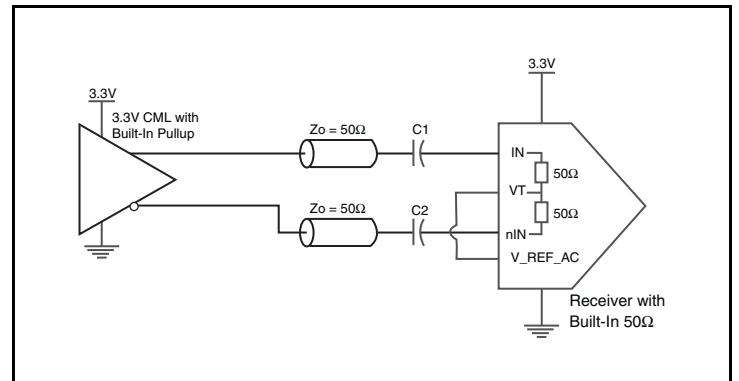 3.3V
3.3V
3.3V CML with
Built-In Pullup
Zo = 50Ω
C1
IN
50Ω
VT
50Ω
Zo = 50Ω
C2
nIN
V_REF_AC
Receiver with
Built-In 50Ω